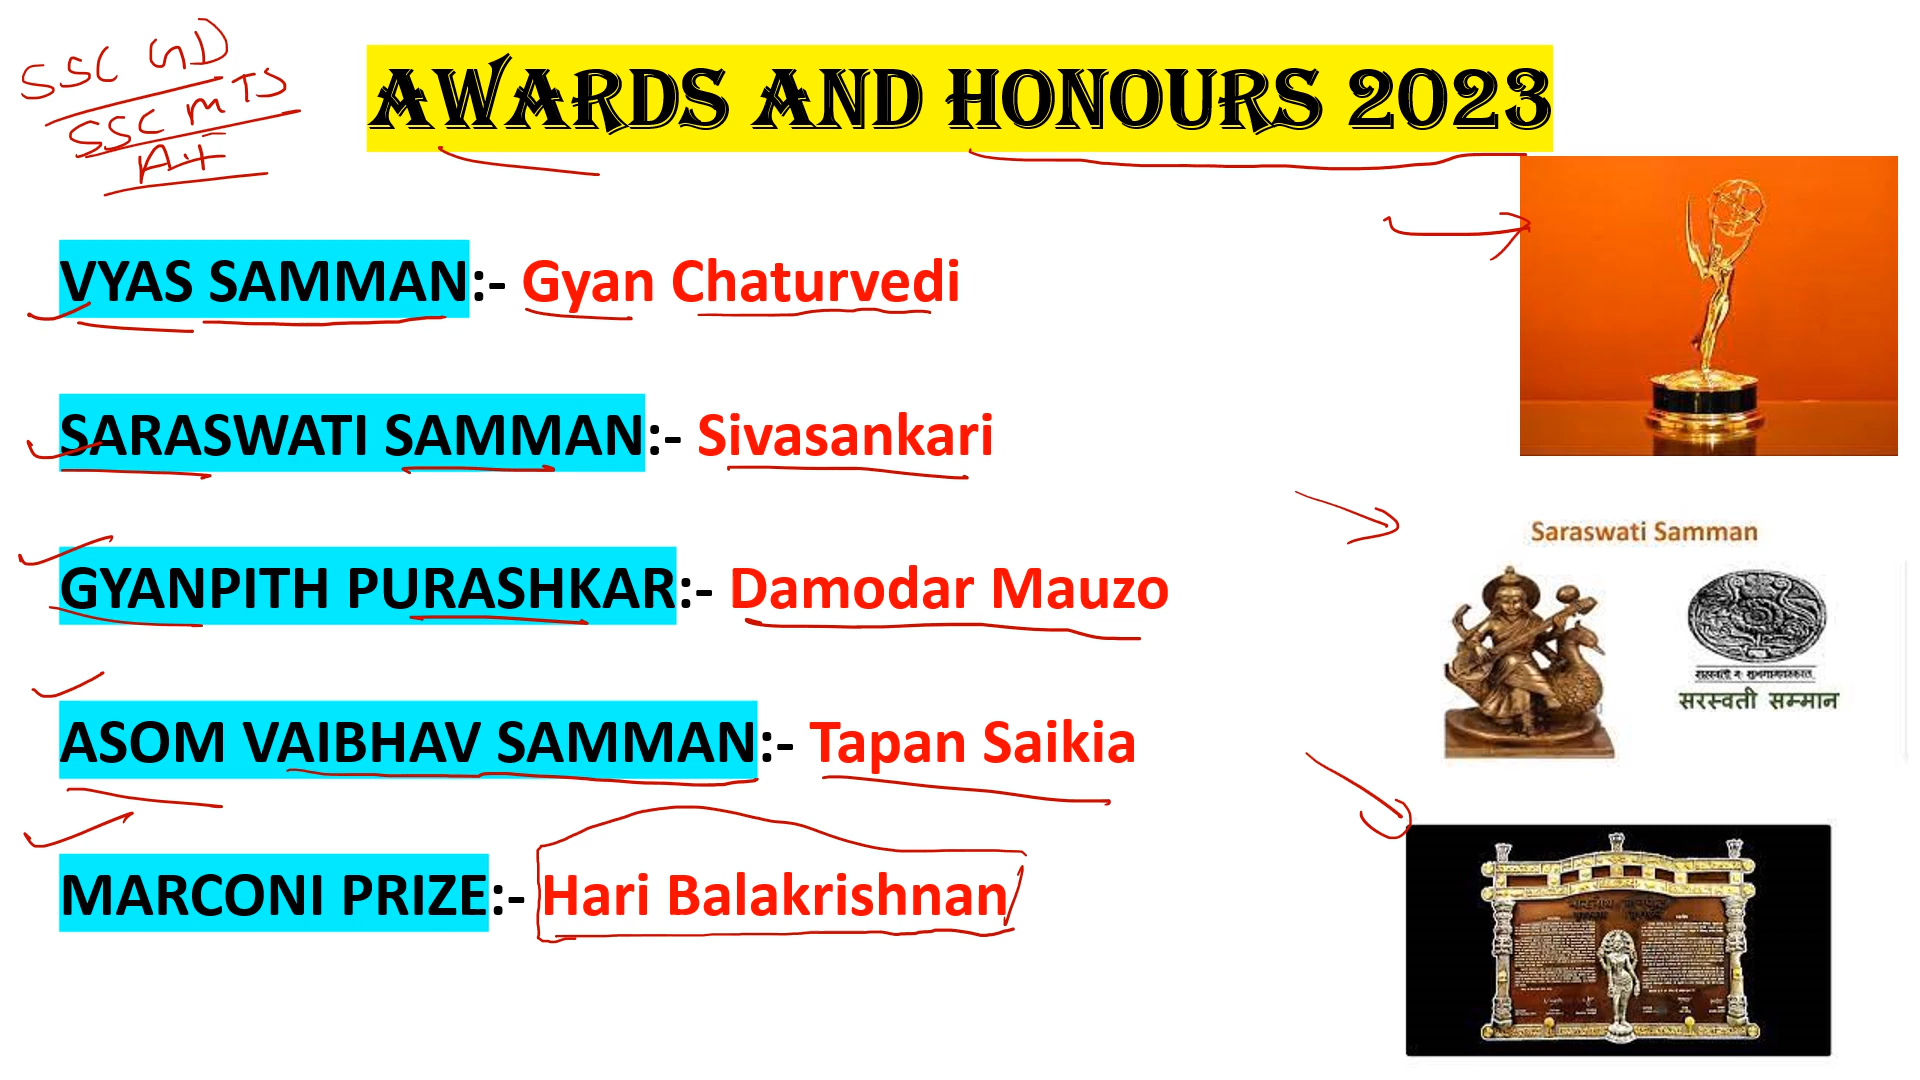 SSC GD
SSC MTS
AWARDS AND HONOURS 2023
VYAS SAMMAN:- Gyan Chaturvedi
SARASWATI SAMMAN:- Sivasankari
GYANPITH PURASHKAR:- Damodar Mauzo
ASOM VAIBHAV SAMMAN:- Tapan Saikia
MARCONI PRIZE:- Hari Balakrishnan
Saraswati Samman
सरस्वती सम्मान